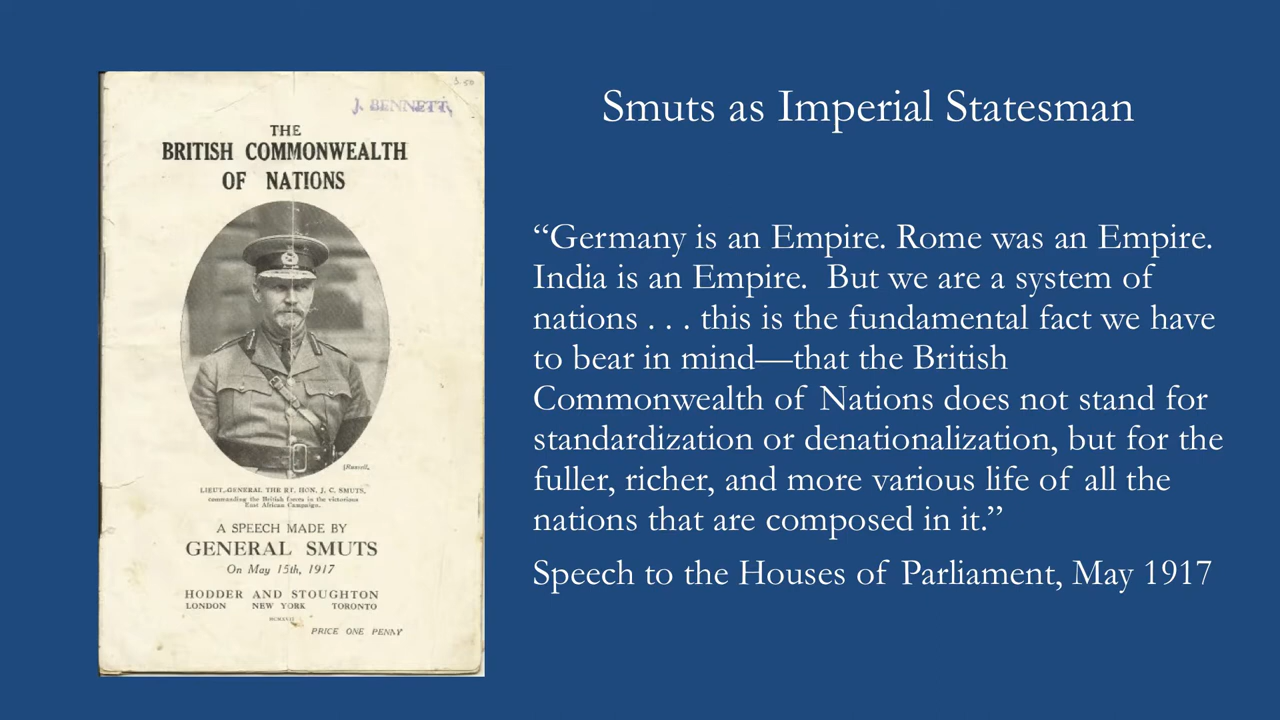 J. BENNETT,
THE
BRITISH COMMONWEALTH
OF NATIONS
[Russell,
LIEUT.-GENERAL THE RT. HON. J. C. SMUTS,
commanding the British forces in the victorious
East African Campaign.
A SPEECH MADE BY
GENERAL SMUTS
On May 15th, 1917
HODDER AND STOUGHTON
LONDON NEW YORK TORONTO
PRICE ONE PENNY
Smuts as Imperial Statesman
“Germany is an Empire. Rome was an Empire.
India is an Empire. But we are a system of
nations . . . this is the fundamental fact we have
to bear in mind—that the British
Commonwealth of Nations does not stand for
standardization or denationalization, but for the
fuller, richer, and more various life of all the
nations that are composed in it.”
Speech to the Houses of Parliament, May 1917